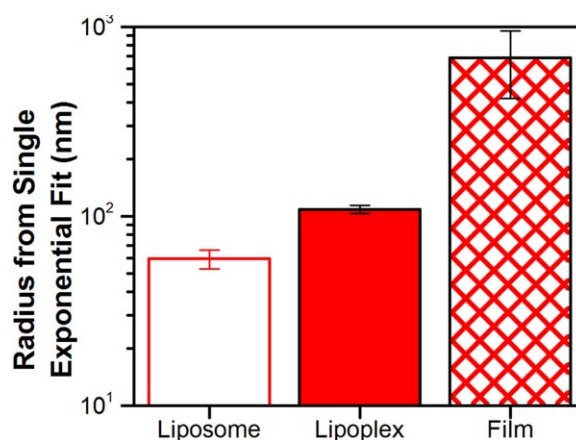 10³
Radius from Single
Exponential Fit (nm)
10²
10¹
Liposome Lipoplex Film